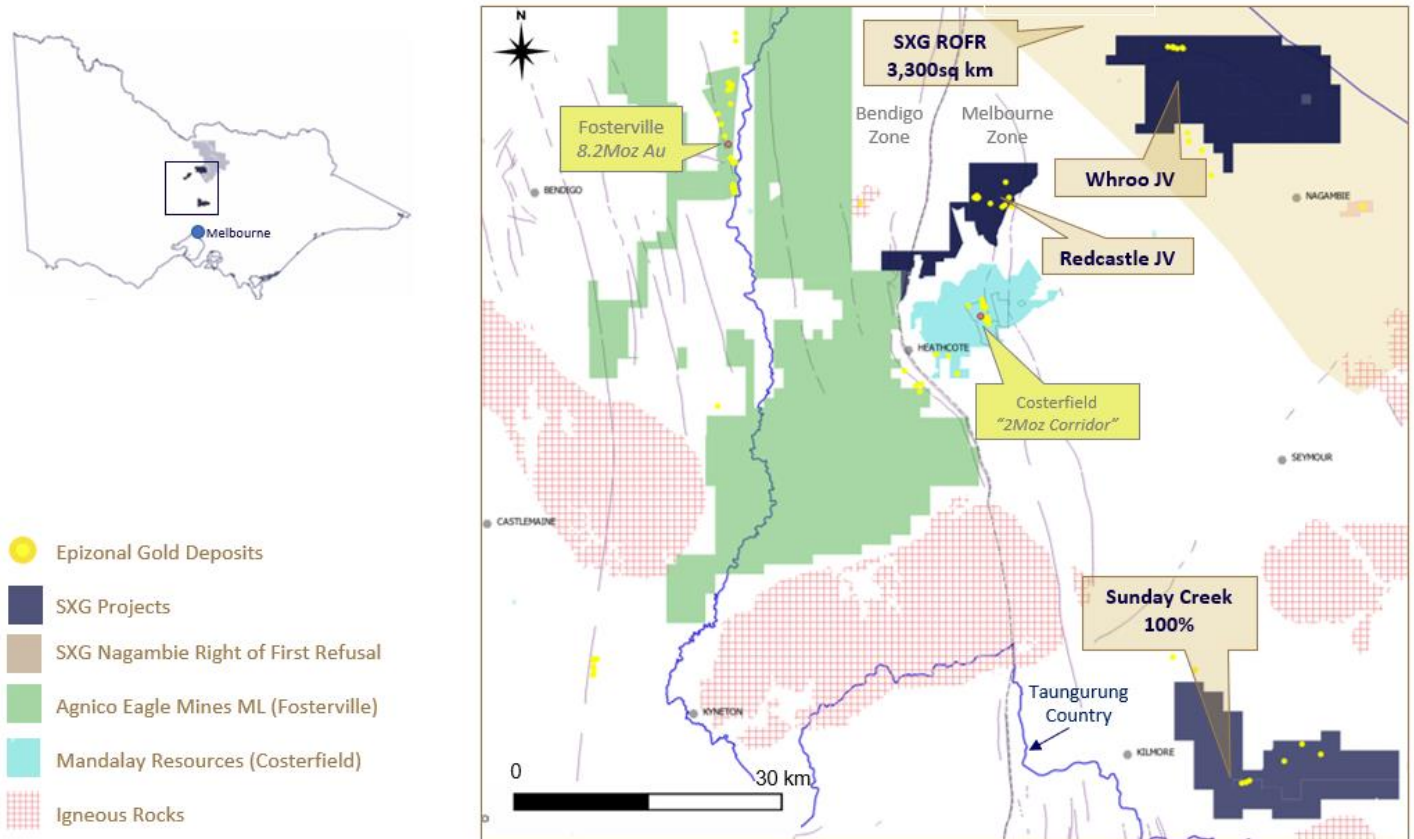 Melbourne
Epizonal Gold Deposits
SXG Projects
SXG Nagambie Right of First Refusal
Agnico Eagle Mines ML (Fosterville)
Mandalay Resources (Costerfield)
Igneous Rocks
N
SXG ROFR
3,300sq km
Bendigo
Zone
Melbourne
Zone
Fosterville
8.2Moz Au
BENDIGO
Whroo JV
NAGAMBIE
Redcastle JV
HEATHCOTE
Costerfield
"2Moz Corridor"
SEYMOUR
CASTLEMAINE
Sunday Creek
100%
Taungurung
Country
KYNETON
KILMORE
0
30 km